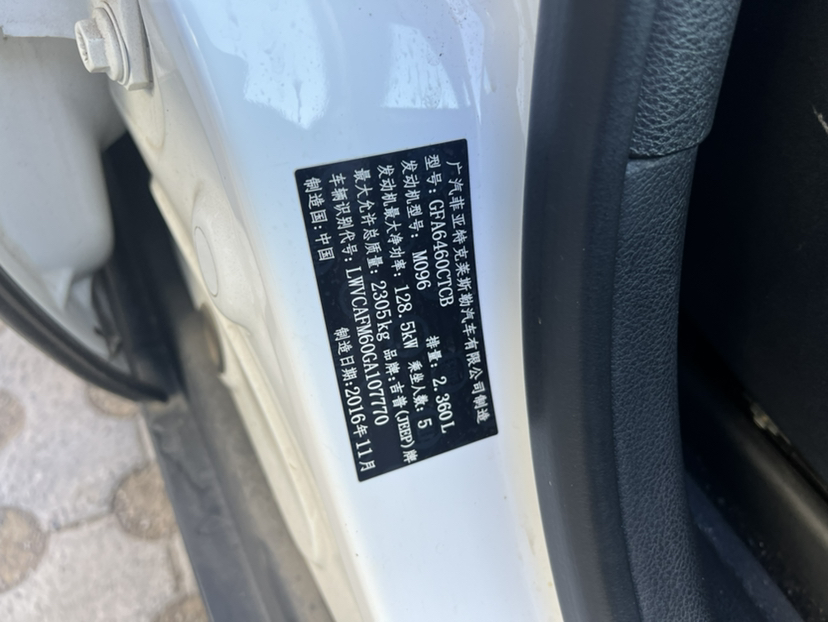 广汽菲亚特克莱斯勒汽车有限公司制造
型号: GFA6460CTCB
发动机型号: M096 排量: 2.360L
发动机最大净功率: 128.5kW 乘坐人数: 5
最大允许总质量: 2305kg 品牌:吉普(JEEP)牌
车辆识别代号: LWVCAFM60GA107770
制造国:中国 制造日期:2016年11月